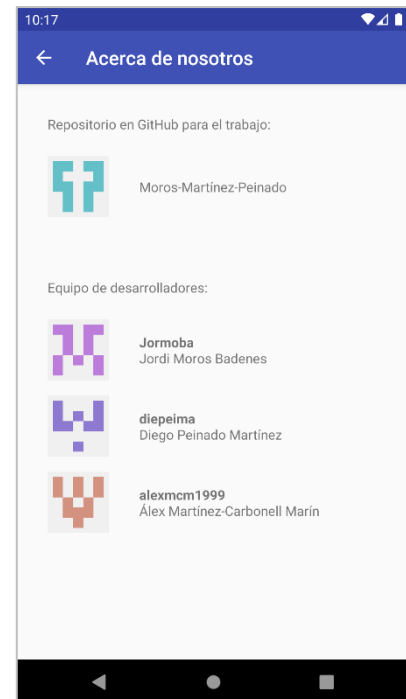 10:17
Acerca de nosotros
Repositorio en GitHub para el trabajo:
Moros-Martínez-Peinado
Equipo de desarrolladores:
Jormoba
Jordi Moros Badenes
diepeima
Diego Peinado Martínez
alexmcm1999
Álex Martínez-Carbonell Marín